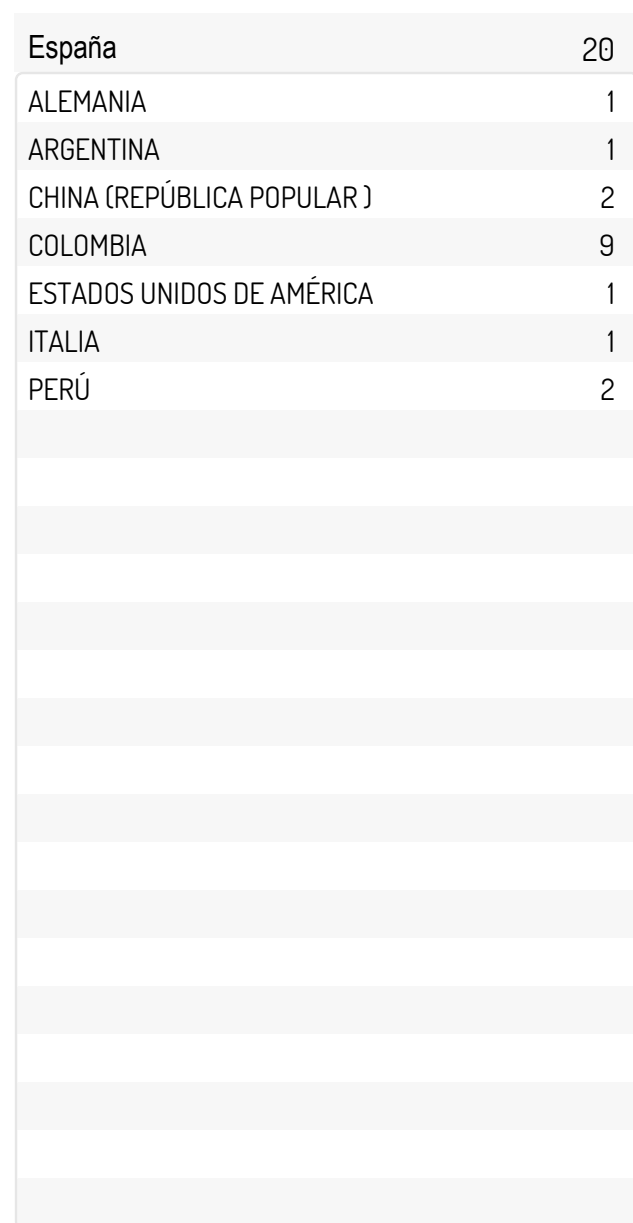 España 20
ALEMANIA 1
ARGENTINA 1
CHINA (REPÚBLICA POPULAR ) 2
COLOMBIA 9
ESTADOS UNIDOS DE AMÉRICA 1
ITALIA 1
PERÚ 2